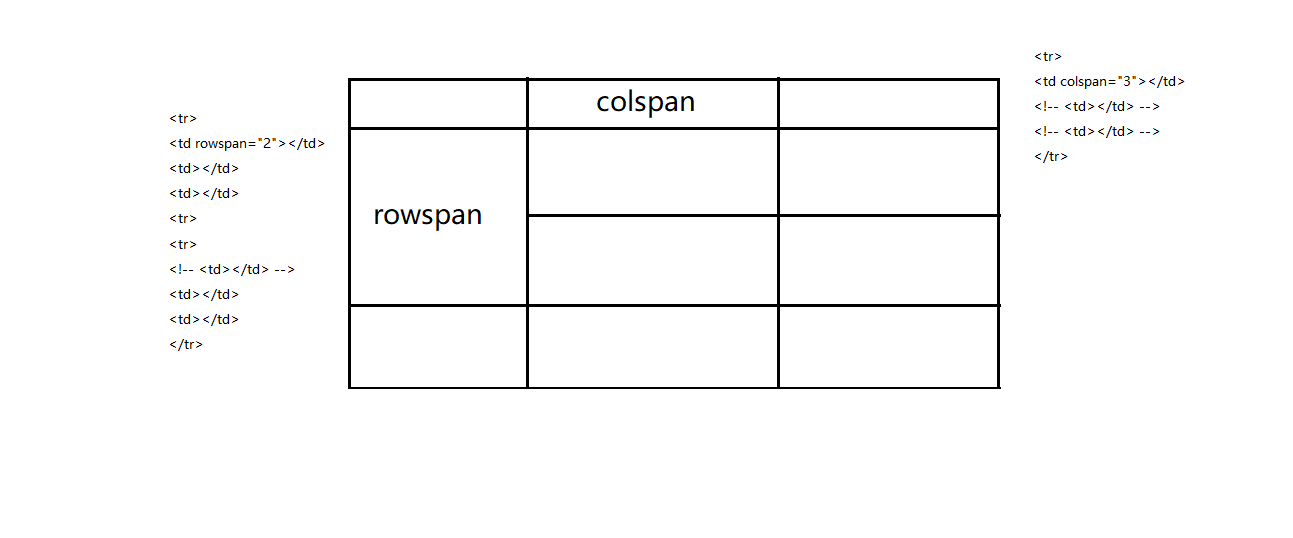 <tr>
<td rowspan="2"></td>
<td></td>
<td></td>
<tr>
<tr>
<!-- <td></td> -->
<td></td>
<td></td>
</tr>
colspan
rowspan
<tr>
<td colspan="3"></td>
<!-- <td></td> -->
<!-- <td></td> -->
</tr>